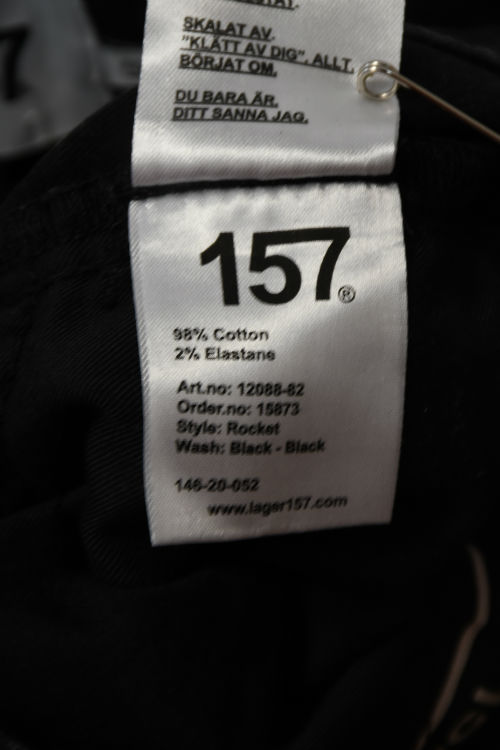 SKALAT AV.
"KLÄTT AV DIG". ALLT.
BÖRJAT OM.
DU BARA ÄR.
DITT SANNA JAG.
157®
98% Cotton
2% Elastane
Art.no: 12088-82
Order.no: 15873
Style: Rocket
Wash: Black - Black
146-20-052
www.lager157.com
7